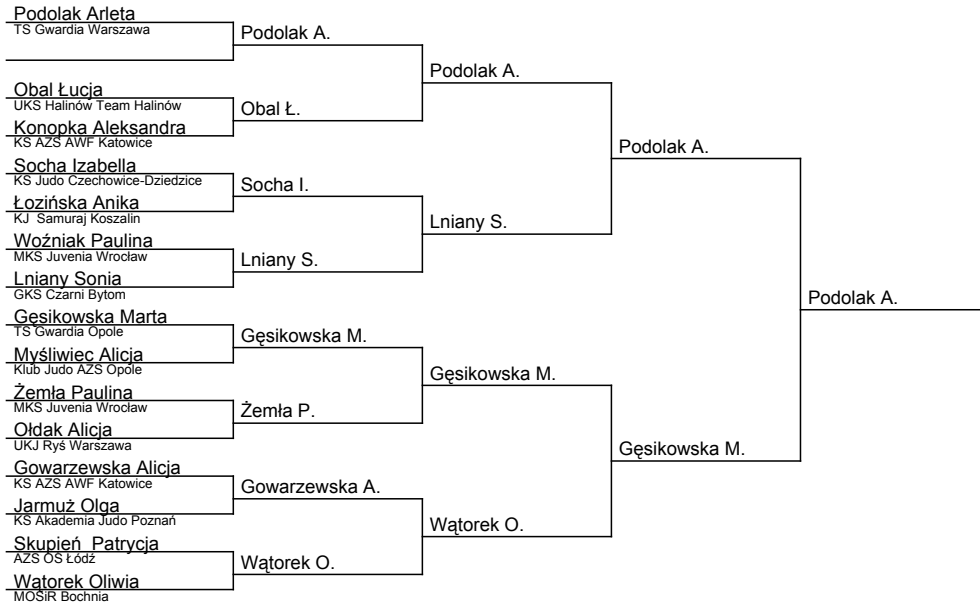 Podolak Arleta
TS Gwardia Warszawa
Obal Łucja
UKS Halinów Team Halinów
Konopka Aleksandra
KS AZS AWF Katowice
Socha Izabella
KS Judo Czechowice-Dziedzice
Łozińska Anika
KJ  Samuraj Koszalin
Woźniak Paulina
MKS Juvenia Wrocław
Lniany Sonia
GKS Czarni Bytom
Gęsikowska Marta
TS Gwardia Opole
Myśliwiec Alicja
Klub Judo AZS Opole
Żemła Paulina
MKS Juvenia Wrocław
Ołdak Alicja
UKJ Ryś Warszawa
Gowarzewska Alicja
KS AZS AWF Katowice
Jarmuż Olga
KS Akademia Judo Poznań
Skupień  Patrycja
AZS OŚ Łódź
Wątorek Oliwia
MOSiR Bochnia
Podolak A.
Obal Ł.
Socha I.
Lniany S.
Gęsikowska M.
Żemła P.
Gowarzewska A.
Wątorek O.
Podolak A.
Lniany S.
Gęsikowska M.
Wątorek O.
Podolak A.
Gęsikowska M.
Podolak A.